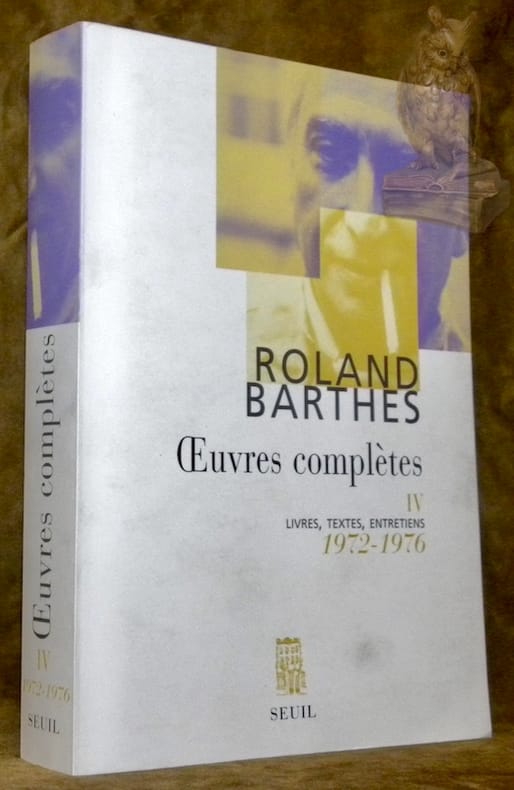 ROLAND
BARTHES
Œuvres complètes
IV
LIVRES, TEXTES, ENTRETIENS
1972-1976
SEUIL
Œuvres complètes
IV
1972-1976
SEUIL